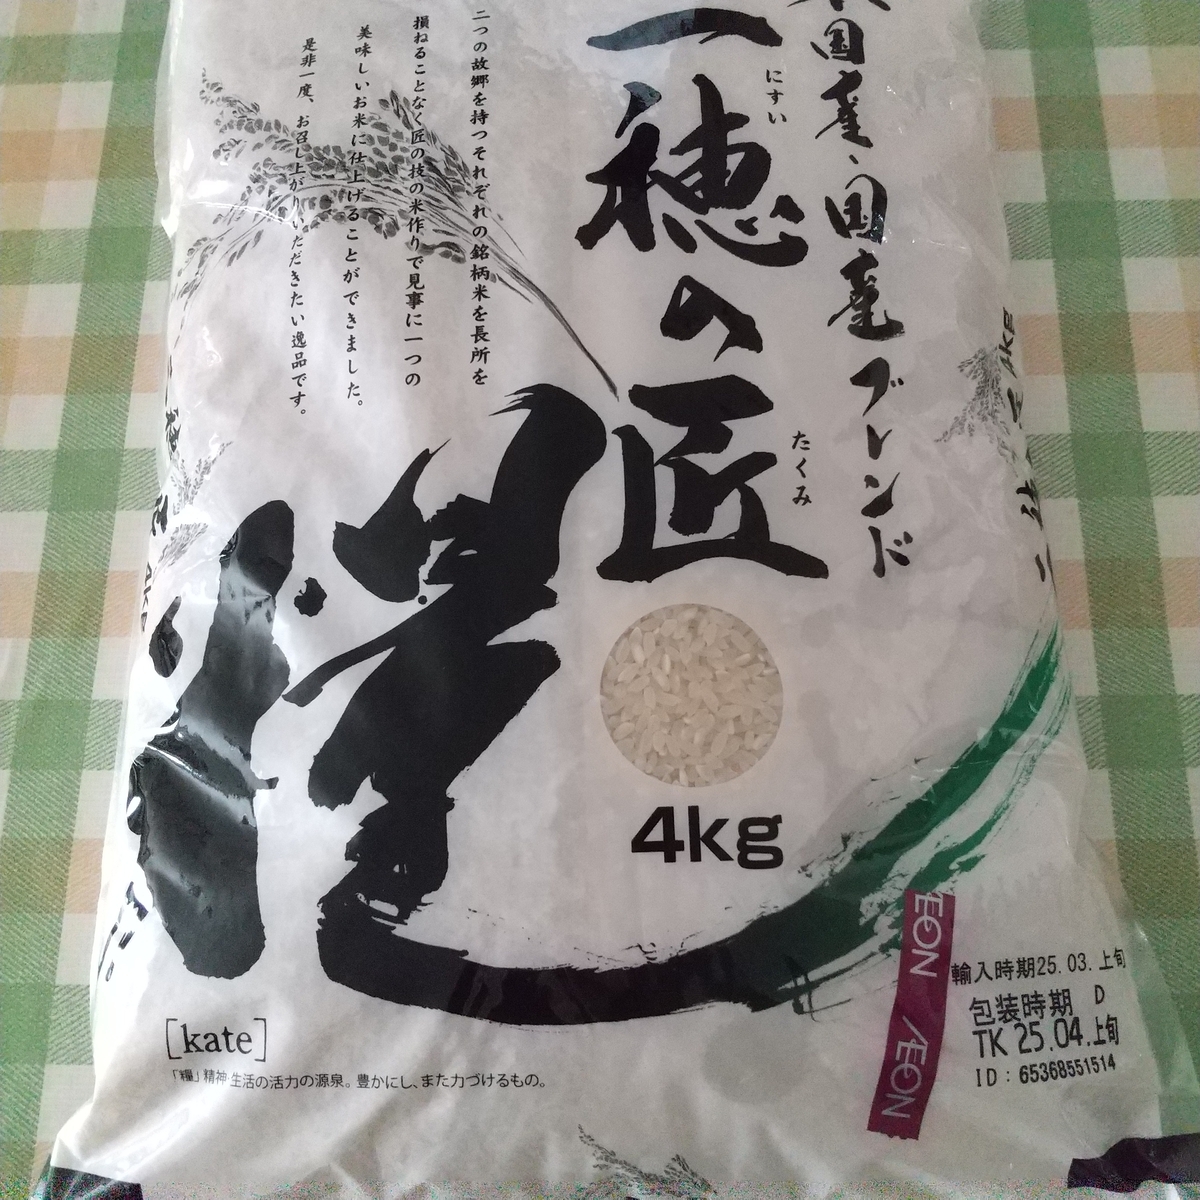 国産・国産ブレンド
にすい
二穂の匠
たくみ
二つの故郷を持つそれぞれの銘柄米を長所を
損ねることなく匠の技の米作りで見事に一つの
美味しいお米に仕上げることができました。
是非一度、お召し上がりいただきたい逸品です。
糧
4kg
[kate]
「糧」精神・生活の活力の源泉。豊かにし、また力づけるもの。
ÆON
ÆON
輸入時期25.03.上旬
包装時期 D
TK 25.04.上旬
ID:65368551514
4kg
4kg